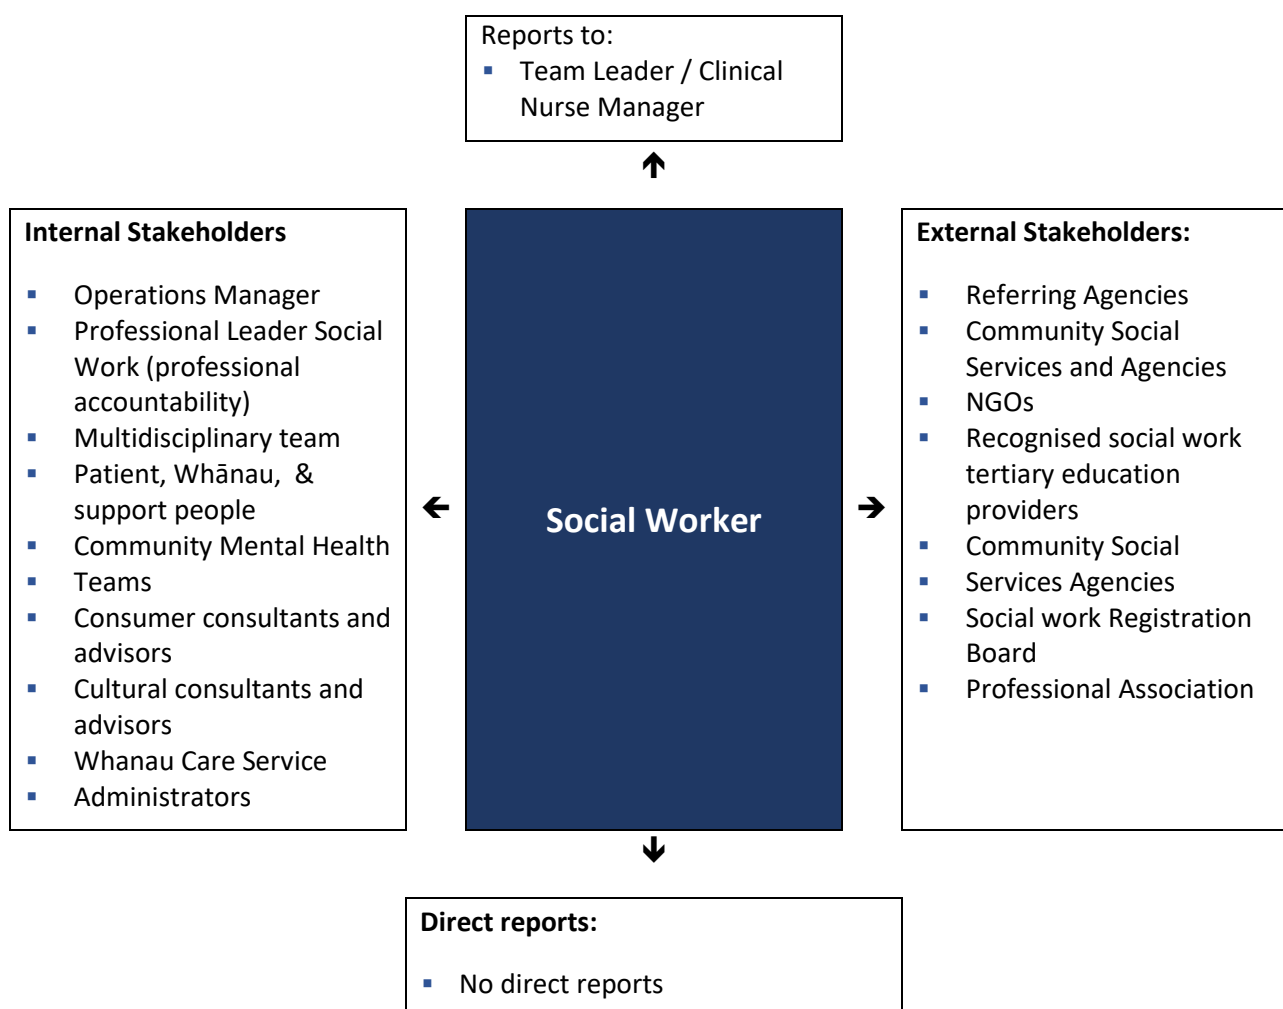 Reports to:
▪ Team Leader / Clinical
Nurse Manager
Internal Stakeholders
▪ Operations Manager
▪ Professional Leader Social
Work (professional
accountability)
▪ Multidisciplinary team
▪ Patient, Whānau, &
support people
▪ Community Mental Health
▪ Teams
▪ Consumer consultants and
advisors
▪ Cultural consultants and
advisors
▪ Whanau Care Service
▪ Administrators
Social Worker
External Stakeholders:
▪ Referring Agencies
▪ Community Social
Services and Agencies
▪ NGOs
▪ Recognised social work
tertiary education
providers
▪ Community Social
▪ Services Agencies
▪ Social work Registration
Board
▪ Professional Association
Direct reports:
▪ No direct reports